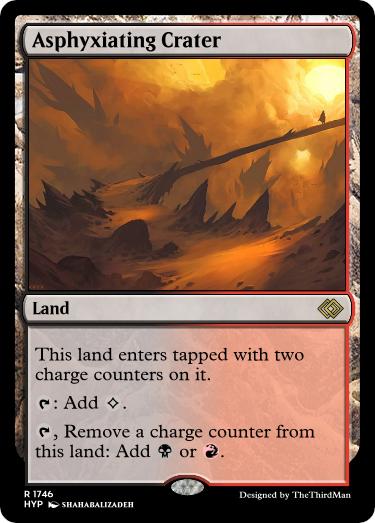 Asphyxiating Crater
Land
This land enters tapped with two
charge counters on it.
: Add .
, Remove a charge counter from
this land: Add or .
R 1746
HYP SHAHABALIZADEH
Designed by TheThirdMan